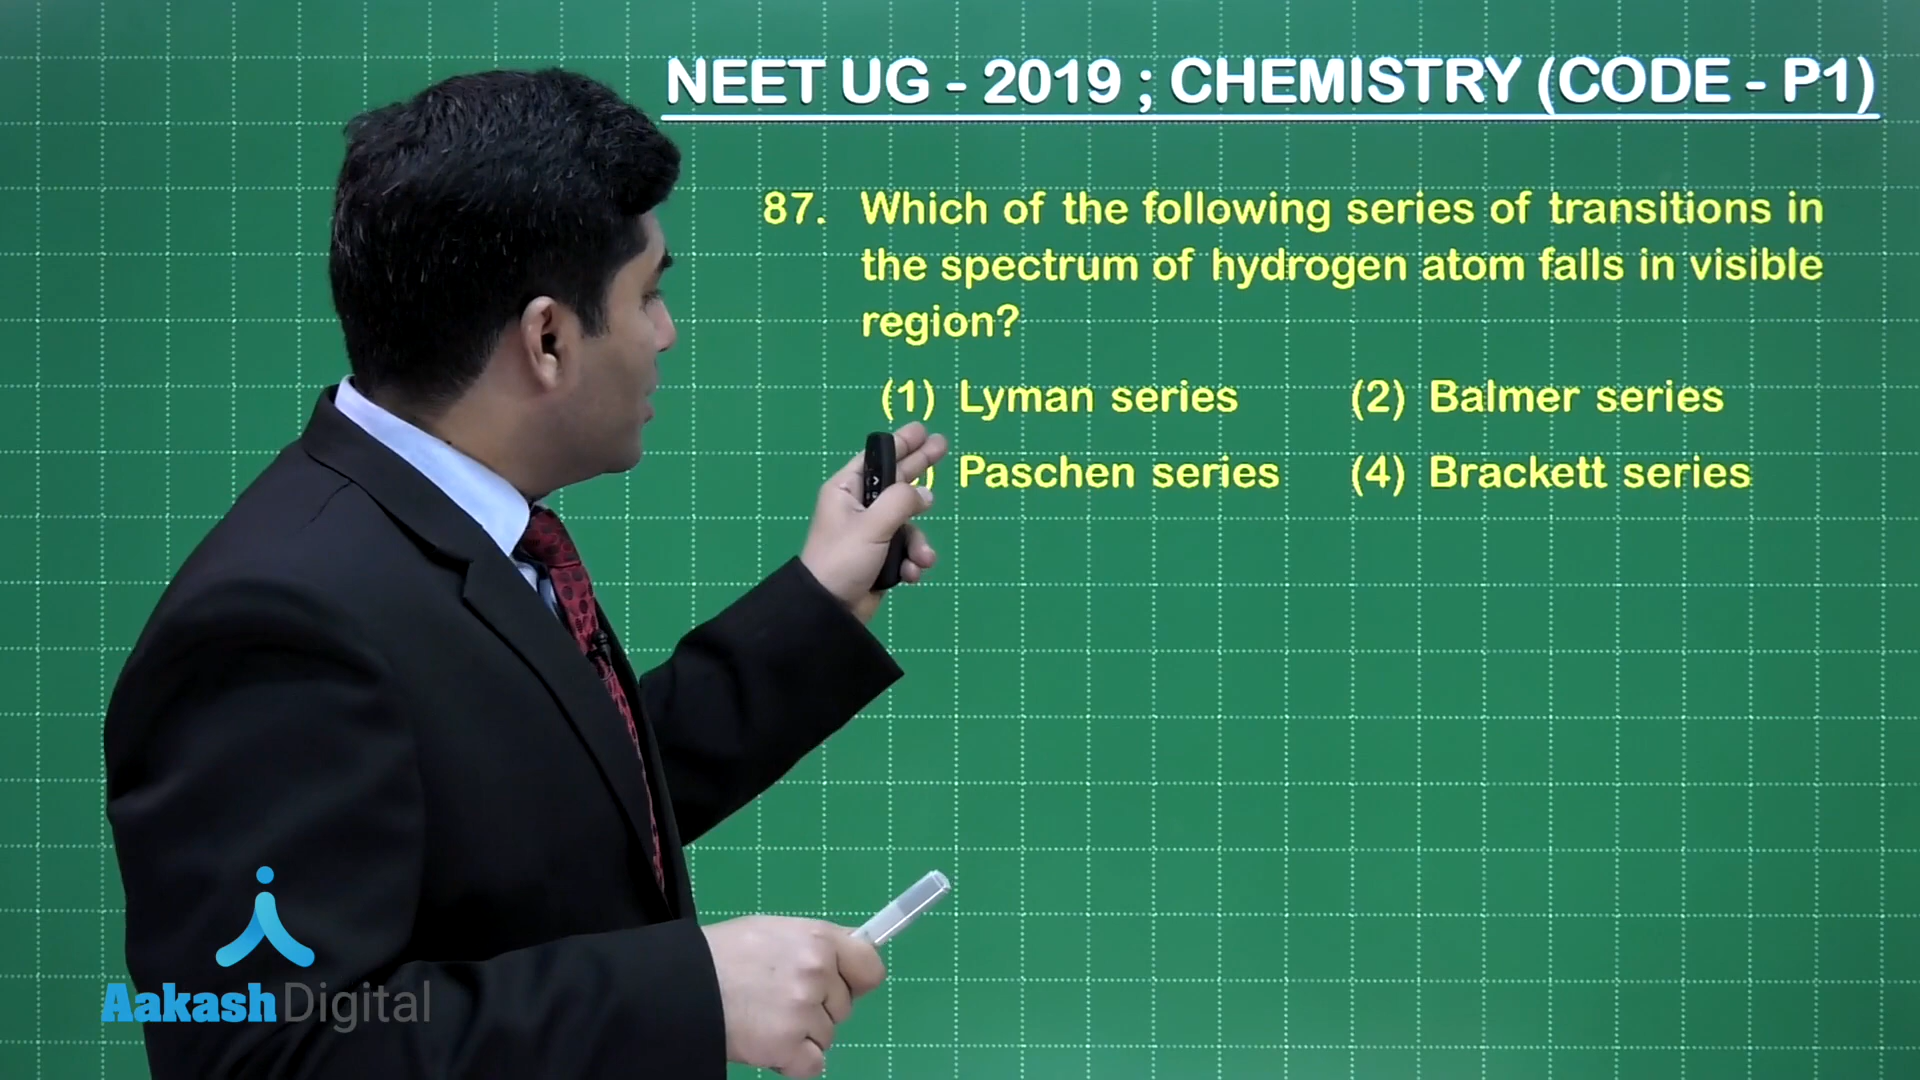 NEET UG - 2019 ; CHEMISTRY (CODE - P1)
87. Which of the following series of transitions in
the spectrum of hydrogen atom falls in visible
region?
(1) Lyman series (2) Balmer series
) Paschen series (4) Brackett series
Aakash Digital